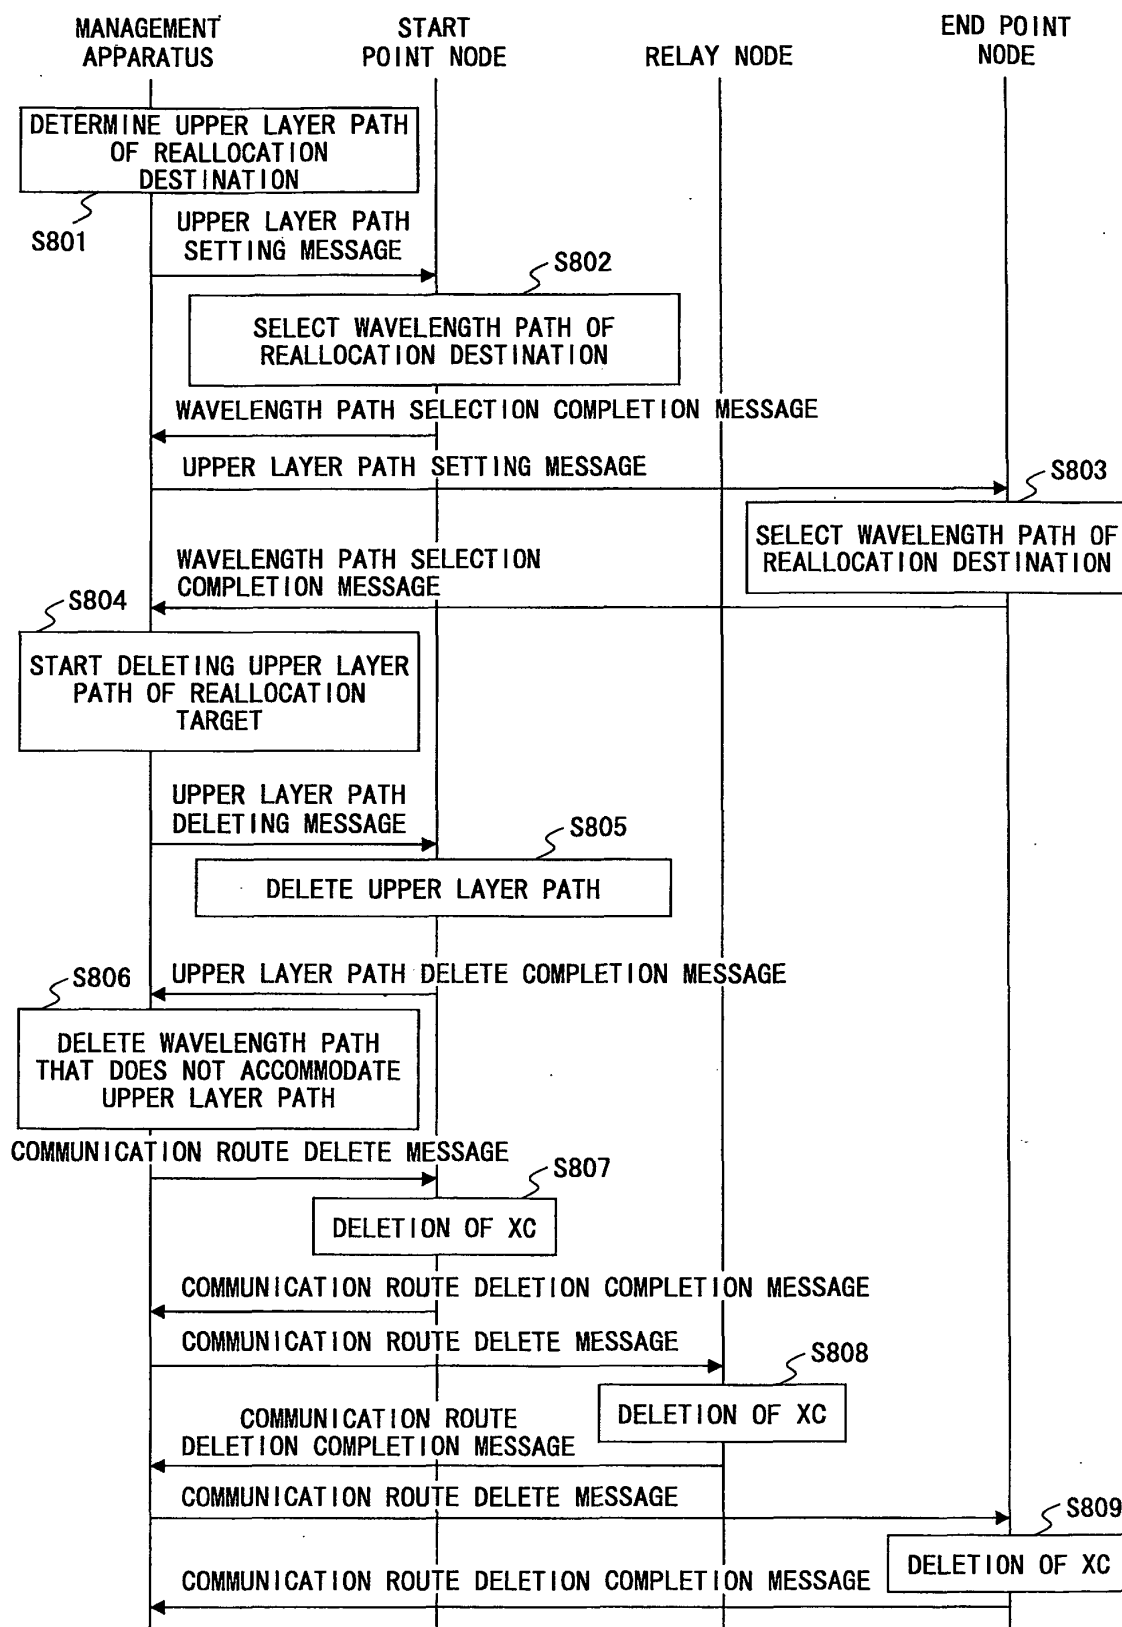 MANAGEMENT
APPARATUS
START
POINT NODE
RELAY NODE
END POINT
NODE
DETERMINE UPPER LAYER PATH
OF REALLOCATION
DESTINATION
S801
UPPER LAYER PATH
SETTING MESSAGE
S802
SELECT WAVELENGTH PATH OF
REALLOCATION DESTINATION
WAVELENGTH PATH SELECTION COMPLETION MESSAGE
UPPER LAYER PATH SETTING MESSAGE
S803
SELECT WAVELENGTH PATH OF
REALLOCATION DESTINATION
WAVELENGTH PATH SELECTION
COMPLETION MESSAGE
S804
START DELETING UPPER LAYER
PATH OF REALLOCATION
TARGET
UPPER LAYER PATH
DELETING MESSAGE
S805
DELETE UPPER LAYER PATH
UPPER LAYER PATH DELETE COMPLETION MESSAGE
S806
DELETE WAVELENGTH PATH
THAT DOES NOT ACCOMMODATE
UPPER LAYER PATH
COMMUNICATION ROUTE DELETE MESSAGE
S807
DELETION OF XC
COMMUNICATION ROUTE DELETION COMPLETION MESSAGE
COMMUNICATION ROUTE DELETE MESSAGE
S808
DELETION OF XC
COMMUNICATION ROUTE
DELETION COMPLETION MESSAGE
COMMUNICATION ROUTE DELETE MESSAGE
S809
DELETION OF XC
COMMUNICATION ROUTE DELETION COMPLETION MESSAGE